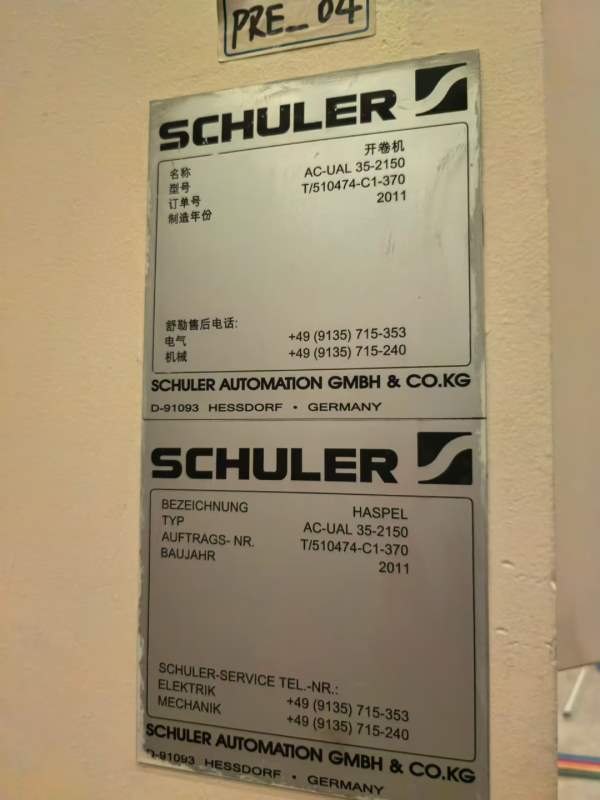 PRE_04
SCHULER
名称 开卷机
型号 AC-UAL 35-2150
订单号 T/510474-C1-370
制造年份 2011
舒勒售后电话:
电气 +49 (9135) 715-353
机械 +49 (9135) 715-240
SCHULER AUTOMATION GMBH & CO.KG
D-91093 HESSDORF • GERMANY
SCHULER
BEZEICHNUNG HASPEL
TYP AC-UAL 35-2150
AUFTRAGS- NR. T/510474-C1-370
BAUJAHR 2011
SCHULER-SERVICE TEL.-NR.:
ELEKTRIK +49 (9135) 715-353
MECHANIK +49 (9135) 715-240
SCHULER AUTOMATION GMBH & CO.KG
D-91093 HESSDORF • GERMANY